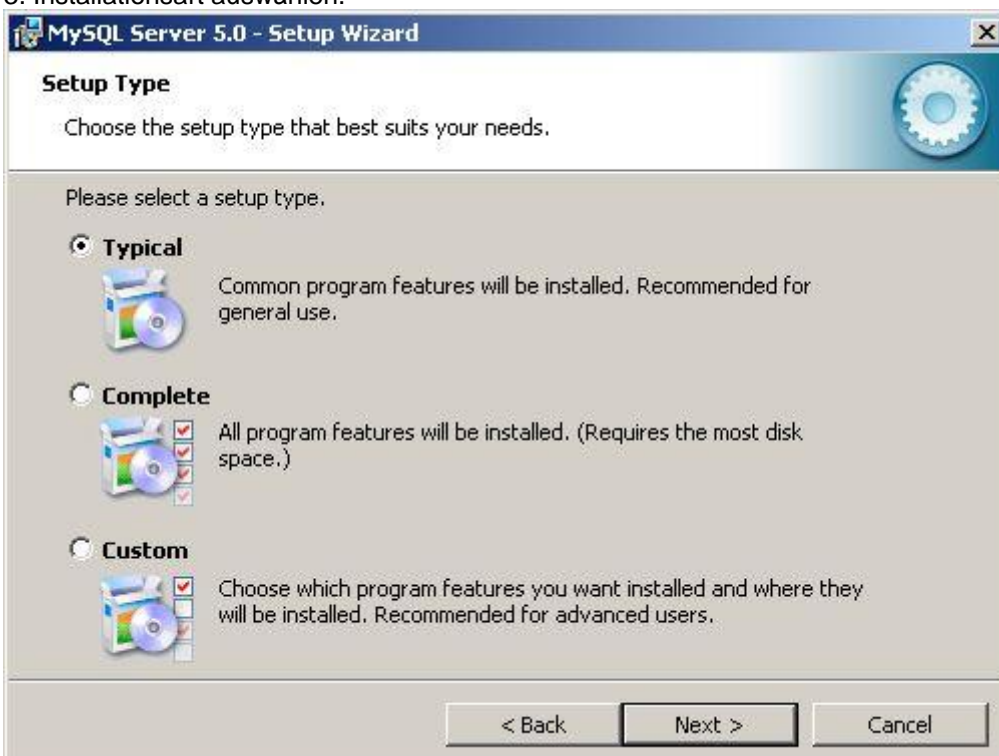 Installationsart auswählen:
MySQL Server 5.0 - Setup Wizard
Setup Type
Choose the setup type that best suits your needs.
Please select a setup type.
Typical
Common program features will be installed. Recommended for
general use.
Complete
All program features will be installed. (Requires the most disk
space.)
Custom
Choose which program features you want installed and where they
will be installed. Recommended for advanced users.
< Back
Next >
Cancel